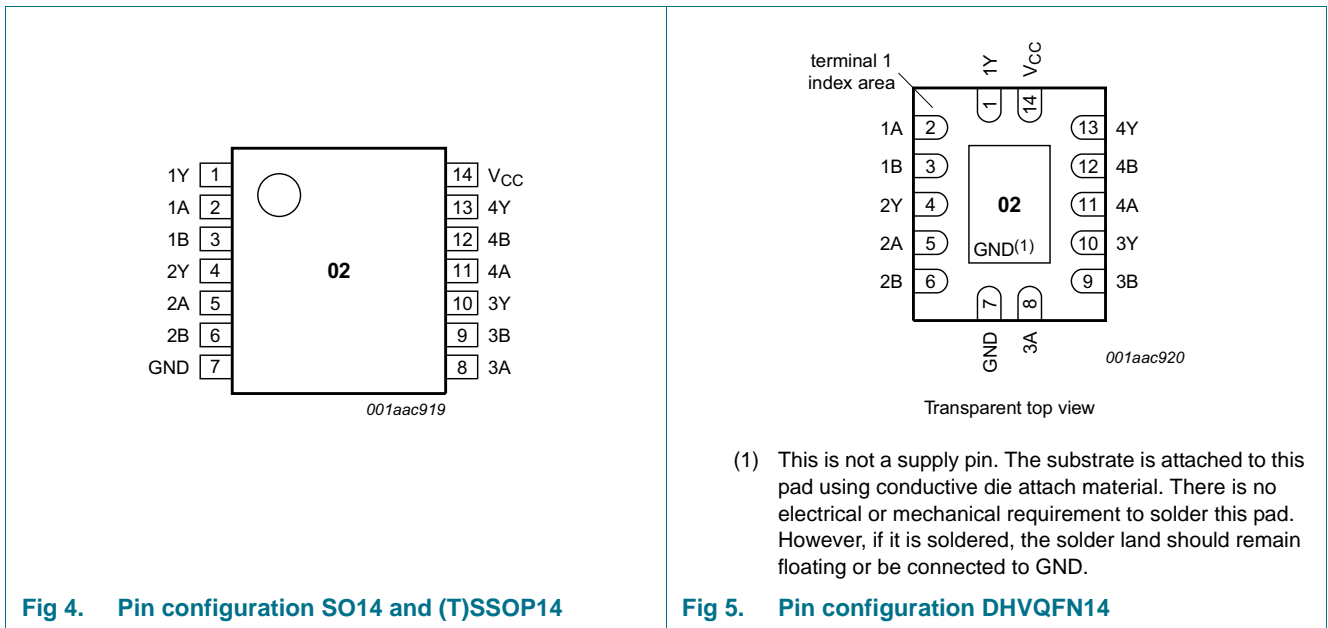 1Y 1
1A 2
1B 3
2Y 4
2A 5
2B 6
GND 7
02
14 VCC
13 4Y
12 4B
11 4A
10 3Y
9 3B
8 3A
001aac919
Fig 4. Pin configuration SO14 and (T)SSOP14
terminal 1
index area
1Y
VCC
1
14
1A 2
1B 3
2Y 4
2A 5
2B 6
02
GND(1)
13 4Y
12 4B
11 4A
10 3Y
9 3B
7
8
GND
3A
001aac920
Transparent top view
(1) This is not a supply pin. The substrate is attached to this
pad using conductive die attach material. There is no
electrical or mechanical requirement to solder this pad.
However, if it is soldered, the solder land should remain
floating or be connected to GND.
Fig 5. Pin configuration DHVQFN14